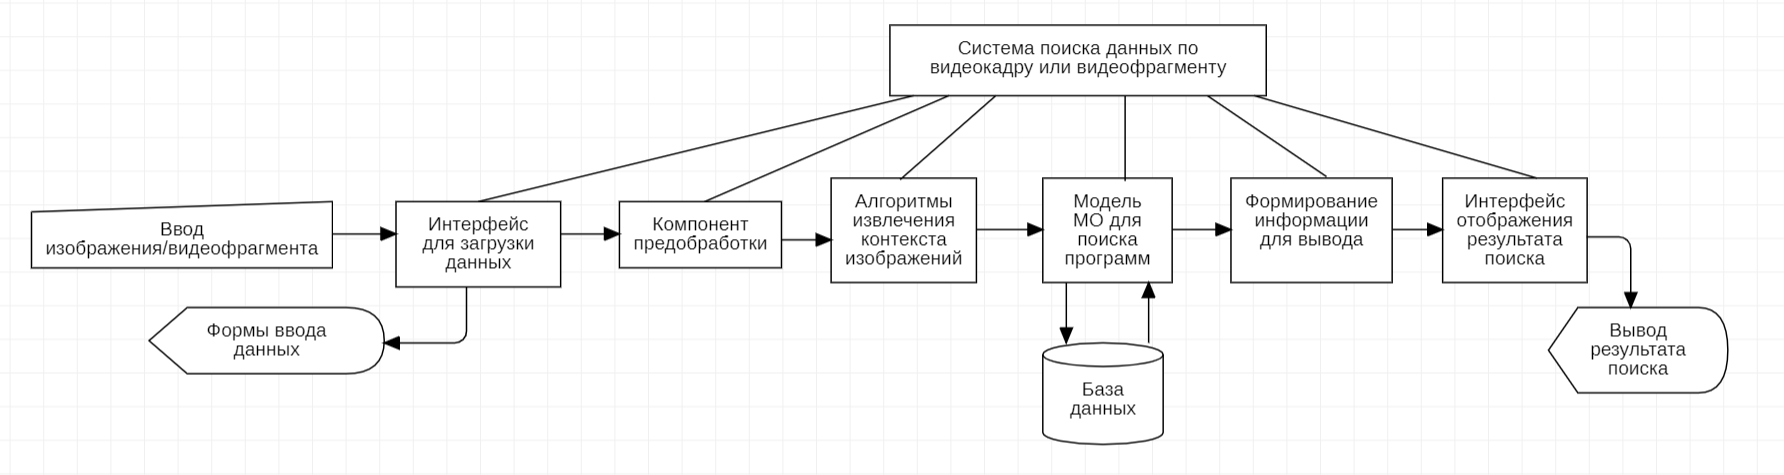 Система поиска данных по
видеокадру или видеофрагменту
Ввод
изображения/видеофрагмента
Интерфейс
для загрузки
данных
Компонент
предобработки
Алгоритмы
извлечения
контекста
изображений
Модель
МО для
поиска
программ
Формирование
информации
для вывода
Интерфейс
отображения
результата
поиска
Формы ввода
данных
База
данных
Вывод
результата
поиска